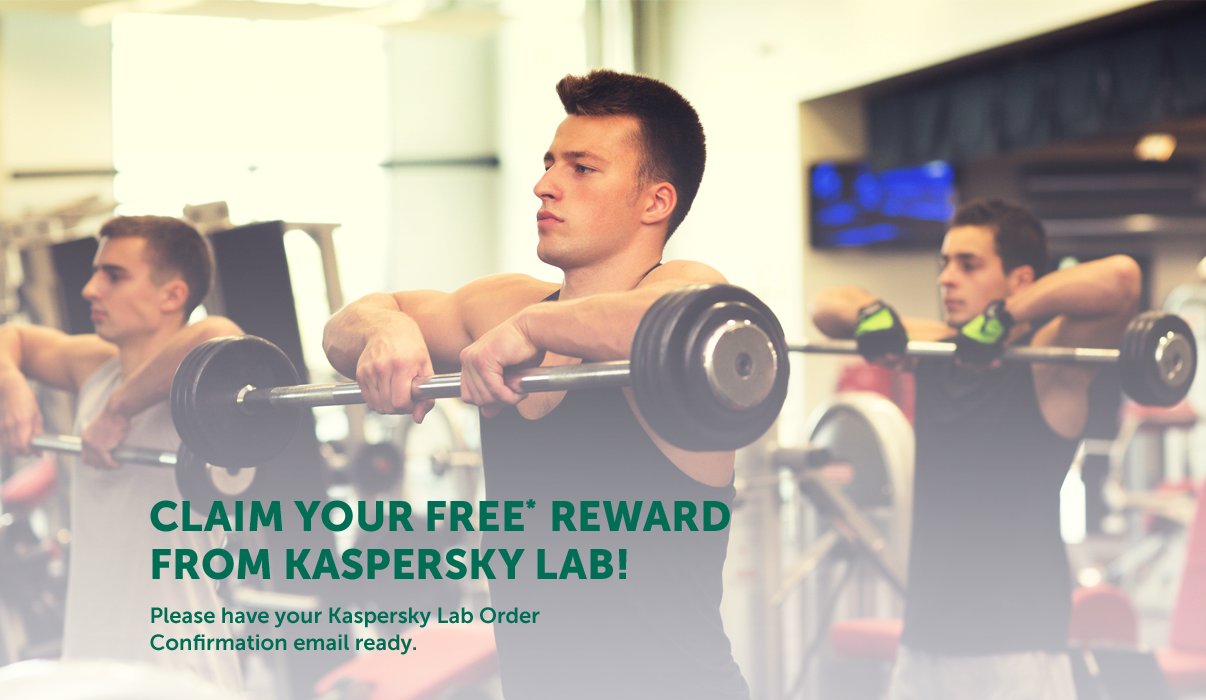 CLAIM YOUR FREE* REWARD
FROM KASPERSKY LAB!
Please have your Kaspersky Lab Order
Confirmation email ready.